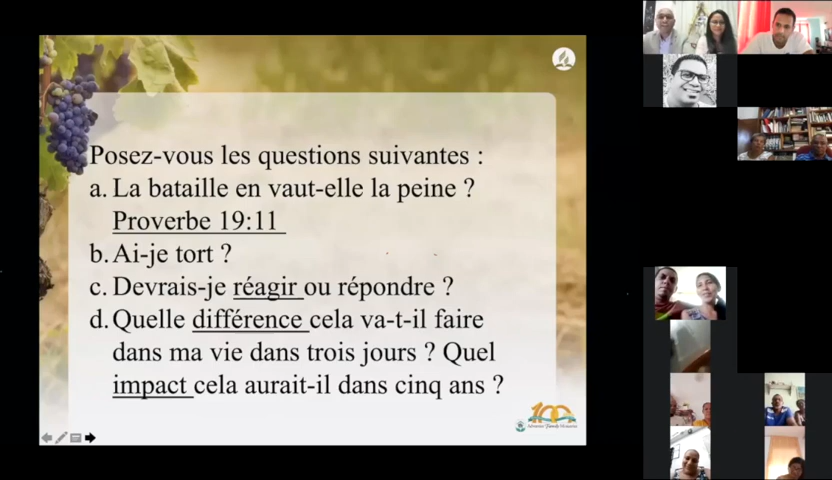 Posez-vous les questions suivantes :
a. La bataille en vaut-elle la peine ?
Proverbe 19:11
b. Ai-je tort ?
c. Devrais-je réagir ou répondre ?
d. Quelle différence cela va-t-il faire
dans ma vie dans trois jours ? Quel
impact cela aurait-il dans cinq ans ?
100